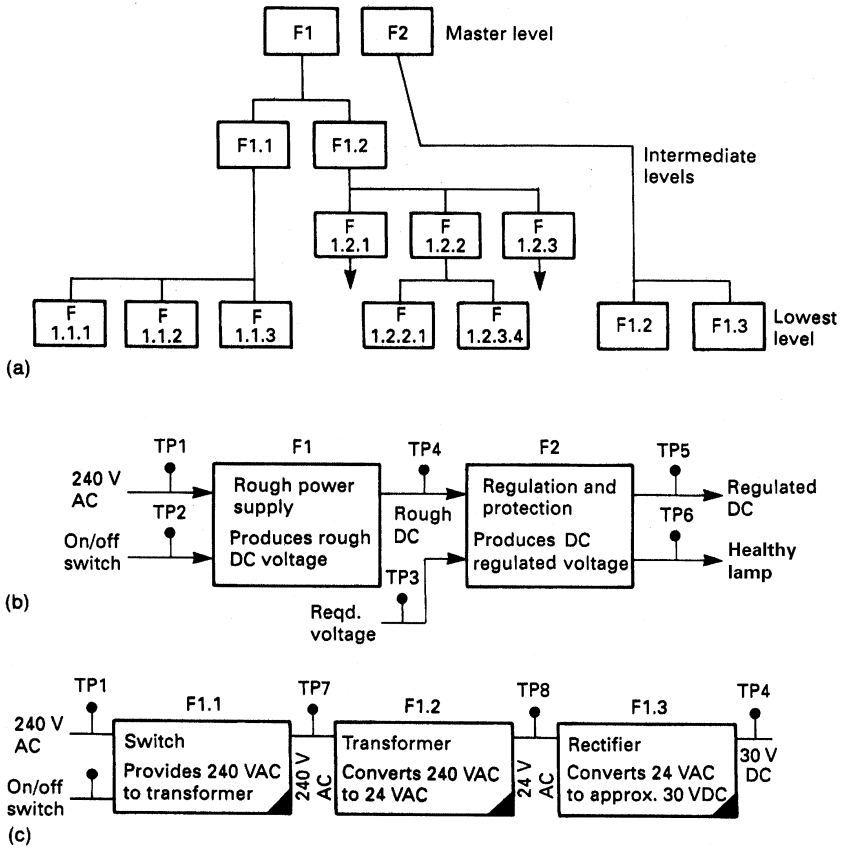 F1
F2
Master level
F1.1
F1.2
Intermediate
levels
F
1.2.1
F
1.2.2
F
1.2.3
F
1.1.1
F
1.1.2
F
1.1.3
F
1.2.2.1
F
1.2.3.4
F1.2
F1.3
Lowest
level
(a)
TP1
F1
TP4
F2
TP5
240 V
AC
Rough power
supply
Produces rough
DC voltage
Rough
DC
Regulation and
protection
Produces DC
regulated voltage
Regulated
DC
TP2
On/off
switch
TP6
Healthy
lamp
TP3
Reqd.
voltage
(b)
TP1
F1.1
TP7
F1.2
TP8
F1.3
TP4
240 V
AC
On/off
switch
Switch
Provides 240 VAC
to transformer
240 V
AC
Transformer
Converts 240 VAC
to 24 VAC
24 V
AC
Rectifier
Converts 24 VAC
to approx. 30 VDC
30 V
DC
(c)